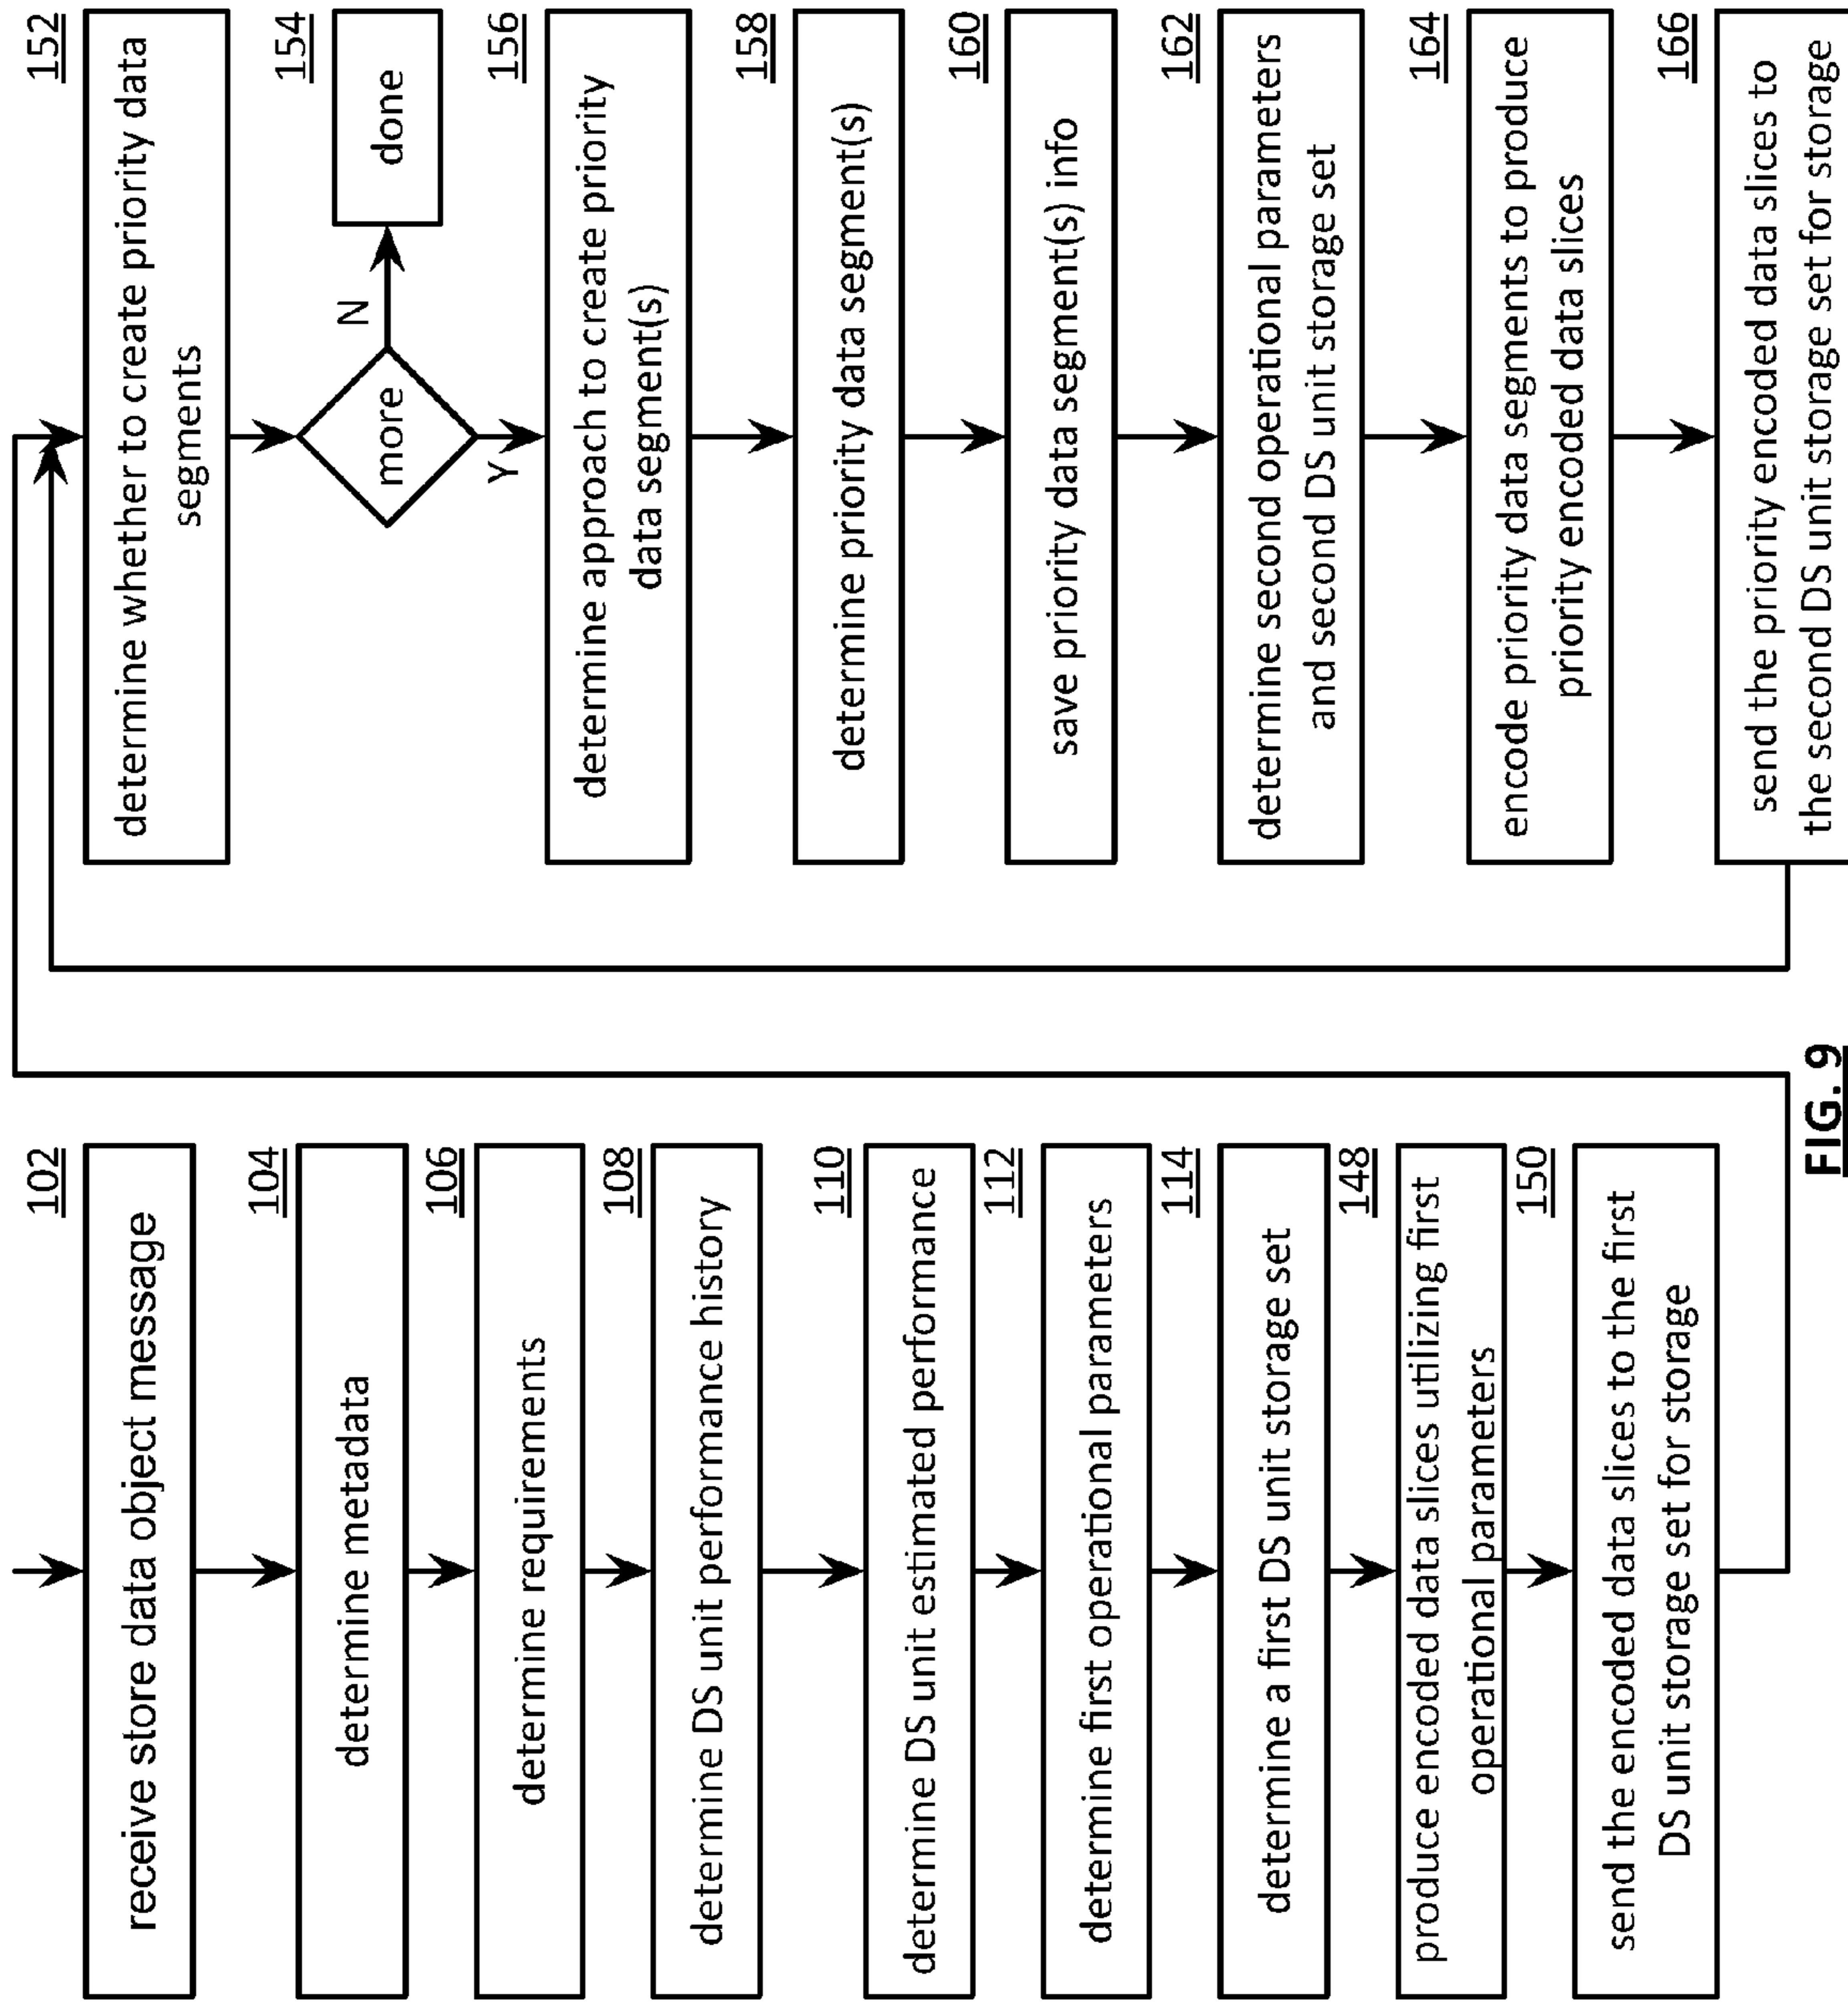 102
receive store data object message
104
determine metadata
106
determine requirements
108
determine DS unit performance history
110
determine DS unit estimated performance
112
determine first operational parameters
114
determine a first DS unit storage set
148
produce encoded data slices utilizing first
operational parameters
150
send the encoded data slices to the first
DS unit storage set for storage
152
determine whether to create priority data
segments
154
more
N
done
Y
156
determine approach to create priority
data segment(s)
158
determine priority data segment(s)
160
save priority data segment(s) info
162
determine second operational parameters
and second DS unit storage set
164
encode priority data segments to produce
priority encoded data slices
166
send the priority encoded data slices to
the second DS unit storage set for storage
FIG. 9